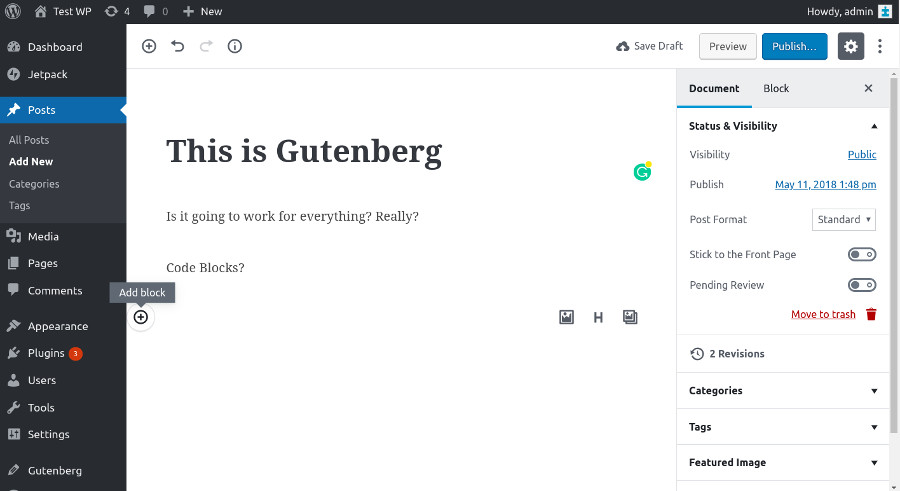 Test WP 4 0 New Howdy, admin
Dashboard
Jetpack
Posts
All Posts
Add New
Categories
Tags
Media
Pages
Comments
Appearance
Plugins 3
Users
Tools
Settings
Gutenberg
Save Draft Preview Publish...
This is Gutenberg
Is it going to work for everything? Really?
Code Blocks?
Add block
H
Document Block
Status & Visibility
Visibility Public
Publish May 11, 2018 1:48 pm
Post Format Standard
Stick to the Front Page
Pending Review
Move to trash
2 Revisions
Categories
Tags
Featured Image